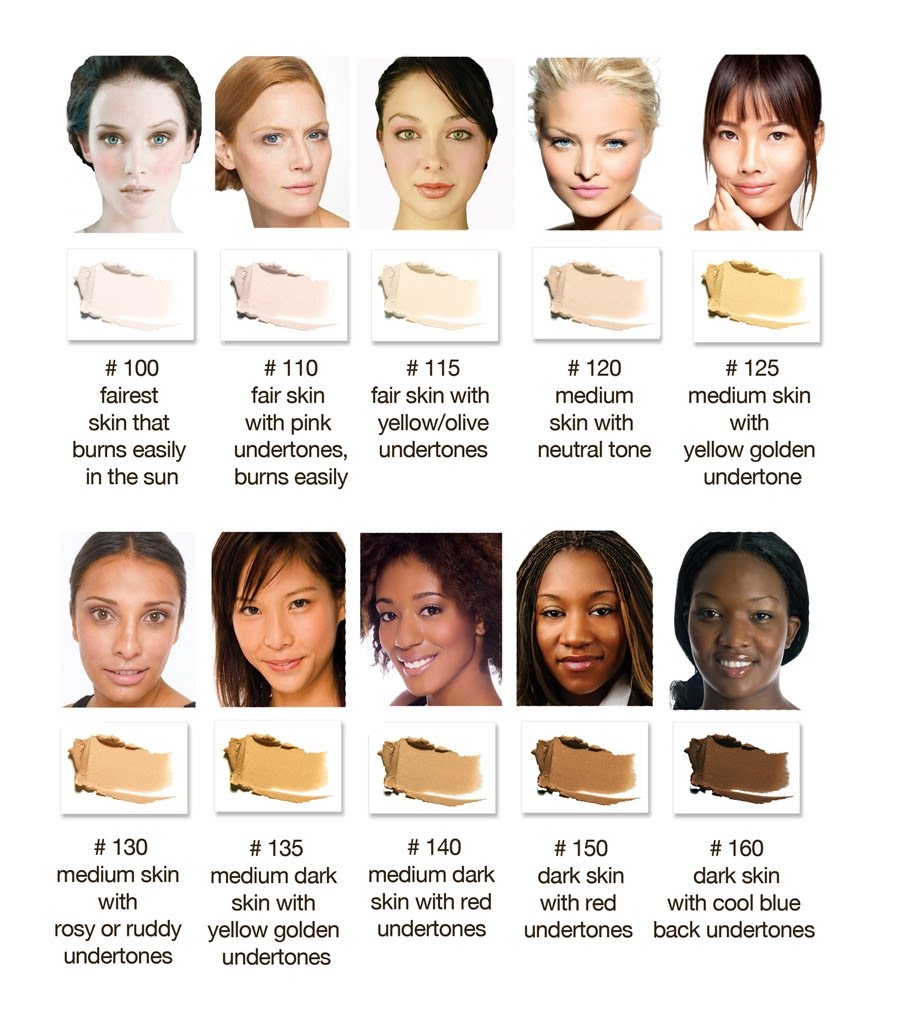 # 100
fairest
skin that
burns easily
in the sun
# 110
fair skin
with pink
undertones,
burns easily
# 115
fair skin with
yellow/olive
undertones
# 120
medium
skin with
neutral tone
# 125
medium skin
with
yellow golden
undertone
# 130
medium skin
with
rosy or ruddy
undertones
# 135
medium dark
skin with
yellow golden
undertones
# 140
medium dark
skin with red
undertones
# 150
dark skin
with red
undertones
# 160
dark skin
with cool blue
back undertones